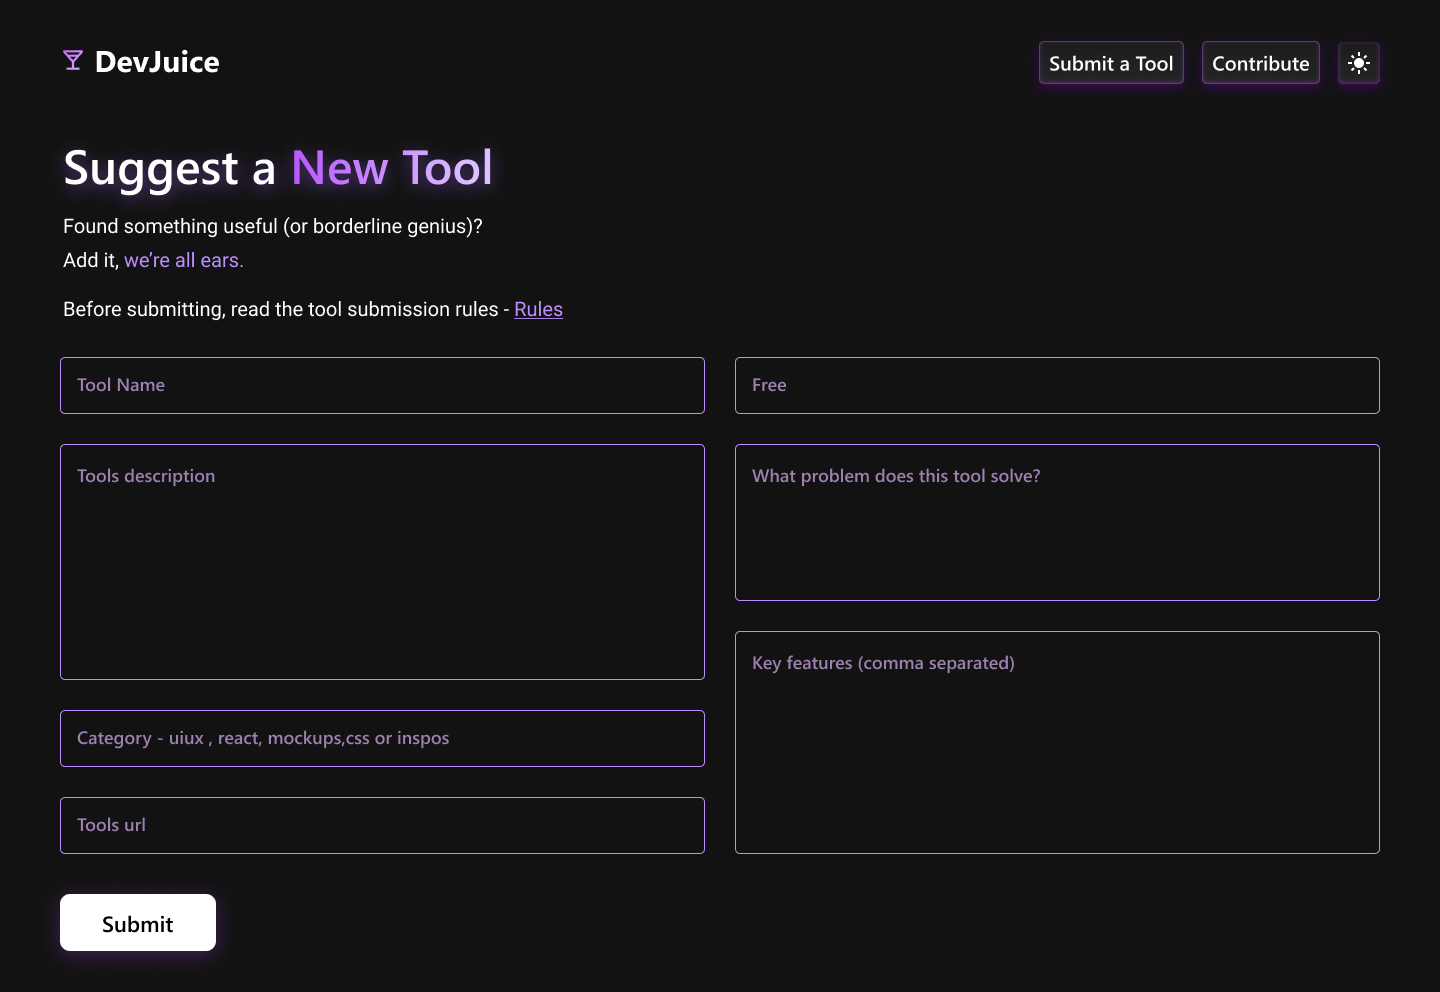 DevJuice
Submit a Tool
Contribute
Suggest a New Tool
Found something useful (or borderline genius)?
Add it, we’re all ears.
Before submitting, read the tool submission rules - Rules
Tool Name
Free
Tools description
What problem does this tool solve?
Key features (comma separated)
Category - uiux , react, mockups,css or inspos
Tools url
Submit